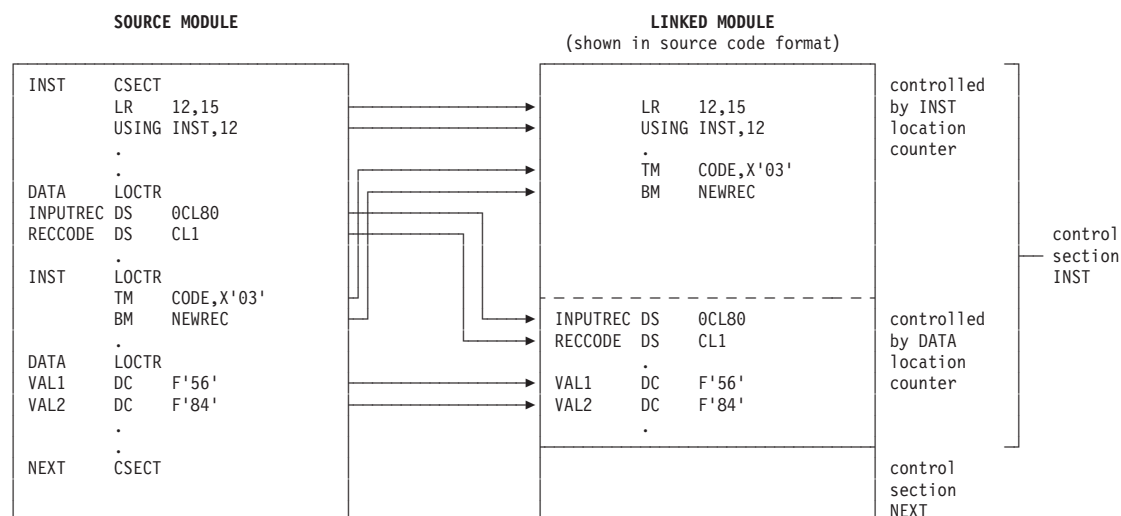 SOURCE MODULE
LINKED MODULE
(shown in source code format)
INST CSECT
LR 12,15
USING INST,12
.
.
DATA LOCTR
INPUTREC DS 0CL80
RECCODE DS CL1
.
INST LOCTR
TM CODE,X'03'
BM NEWREC
.
DATA LOCTR
VAL1 DC F'56'
VAL2 DC F'84'
.
.
NEXT CSECT
LR 12,15
USING INST,12
.
TM CODE,X'03'
BM NEWREC
INPUTREC DS 0CL80
RECCODE DS CL1
.
VAL1 DC F'56'
VAL2 DC F'84'
.
controlled
by INST
location
counter
controlled
by DATA
location
counter
control
section
NEXT
control
section
INST